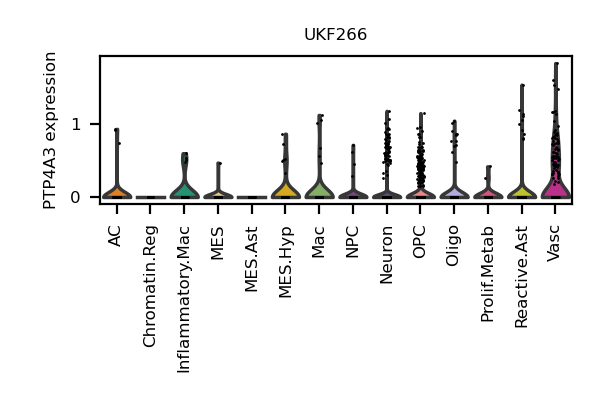 UKF266
PTP4A3 expression
1
0
AC
Chromatin.Reg
Inflammatory.Mac
MES
MES.Ast
MES.Hyp
Mac
NPC
Neuron
OPC
Oligo
Prolif.Metab
Reactive.Ast
Vasc